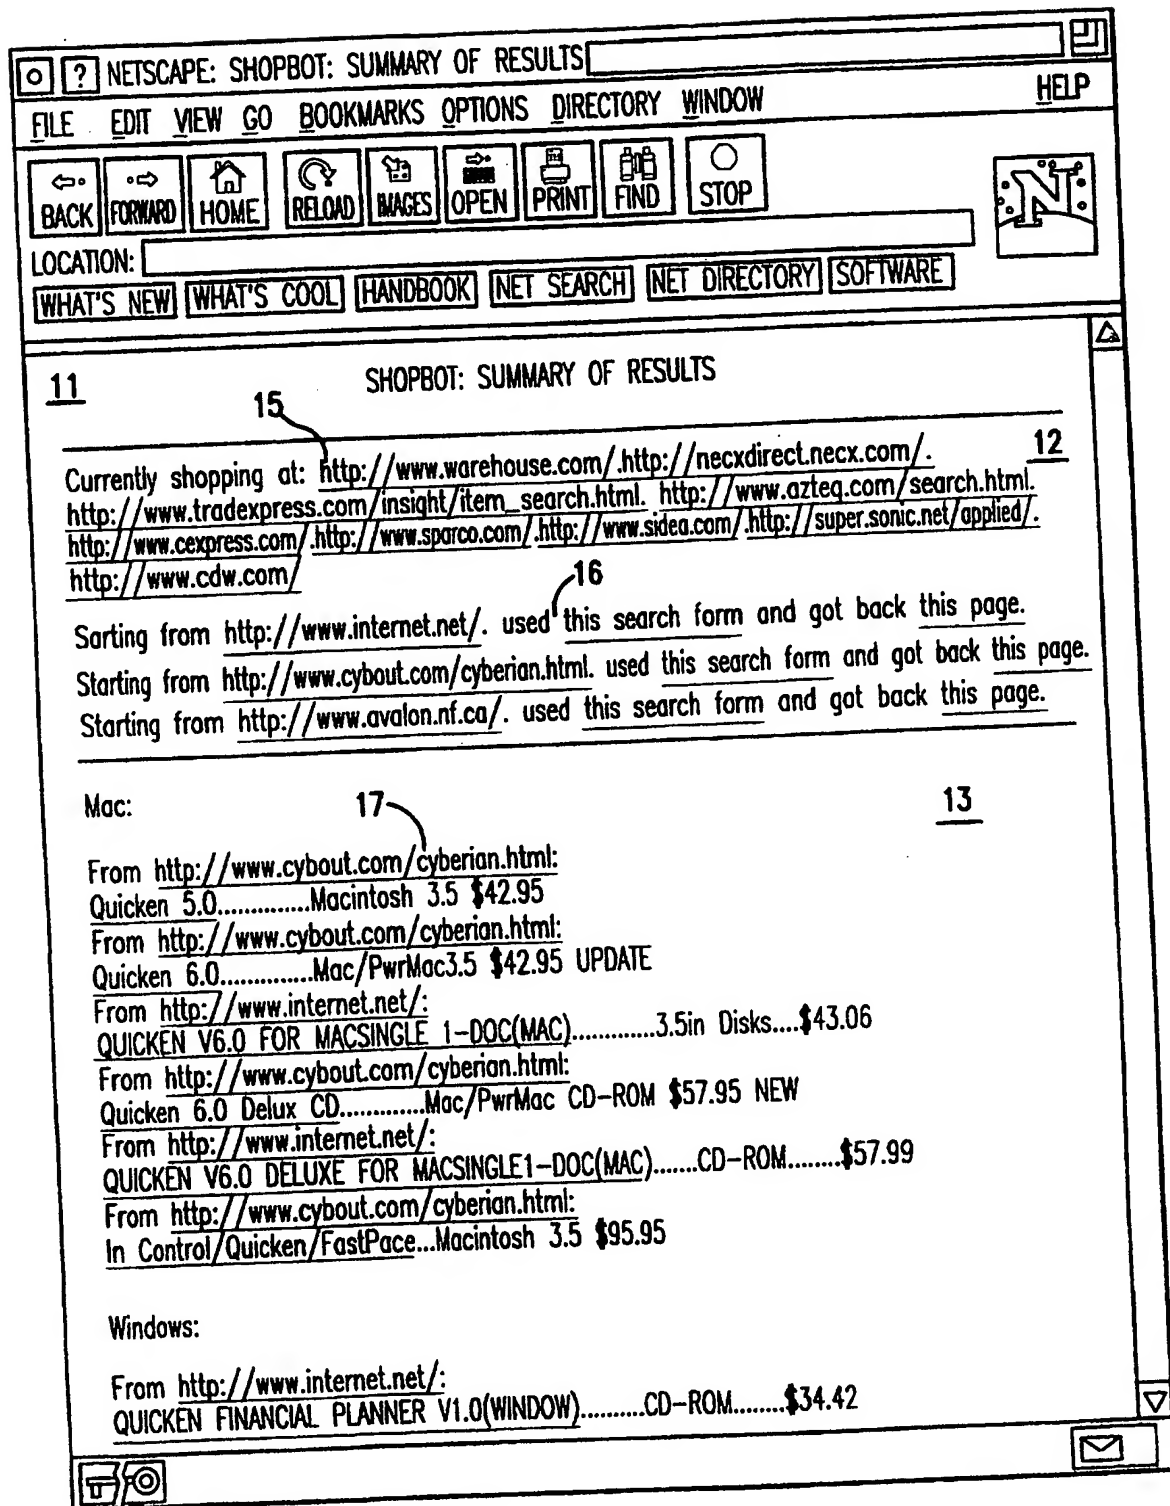 NETSCAPE: SHOPBOT: SUMMARY OF RESULTS
FILE EDIT VIEW GO BOOKMARKS OPTIONS DIRECTORY WINDOW HELP
BACK FORWARD HOME RELOAD IMAGES OPEN PRINT FIND STOP
N
LOCATION:
WHAT'S NEW WHAT'S COOL HANDBOOK NET SEARCH NET DIRECTORY SOFTWARE
11 SHOPBOT: SUMMARY OF RESULTS
15
12
Currently shopping at: http://www.warehouse.com/.http://necxdirect.necx.com/.
http://www.tradexpress.com/insight/item_search.html. http://www.azteq.com/search.html.
http://www.cexpress.com/.http://www.sparco.com/.http://www.sidea.com/.http://super.sonic.net/applied/.
http://www.cdw.com/
16
Sarting from http://www.internet.net/. used this search form and got back this page.
Starting from http://www.cybout.com/cyberian.html. used this search form and got back this page.
Starting from http://www.avalon.nf.ca/. used this search form and got back this page.
Mac: 17 13
From http://www.cybout.com/cyberian.html:
Quicken 5.0..............Macintosh 3.5 $42.95
From http://www.cybout.com/cyberian.html:
Quicken 6.0..............Mac/PwrMac3.5 $42.95 UPDATE
From http://www.internet.net/:
QUICKEN V6.0 FOR MACSINGLE 1-DOC(MAC)............3.5in Disks....$43.06
From http://www.cybout.com/cyberian.html:
Quicken 6.0 Delux CD.............Mac/PwrMac CD-ROM $57.95 NEW
From http://www.internet.net/:
QUICKEN V6.0 DELUXE FOR MACSINGLE1-DOC(MAC).......CD-ROM........$57.99
From http://www.cybout.com/cyberian.html:
In Control/Quicken/FastPace...Macintosh 3.5 $95.95
Windows:
From http://www.internet.net/:
QUICKEN FINANCIAL PLANNER V1.0(WINDOW)..........CD-ROM........$34.42